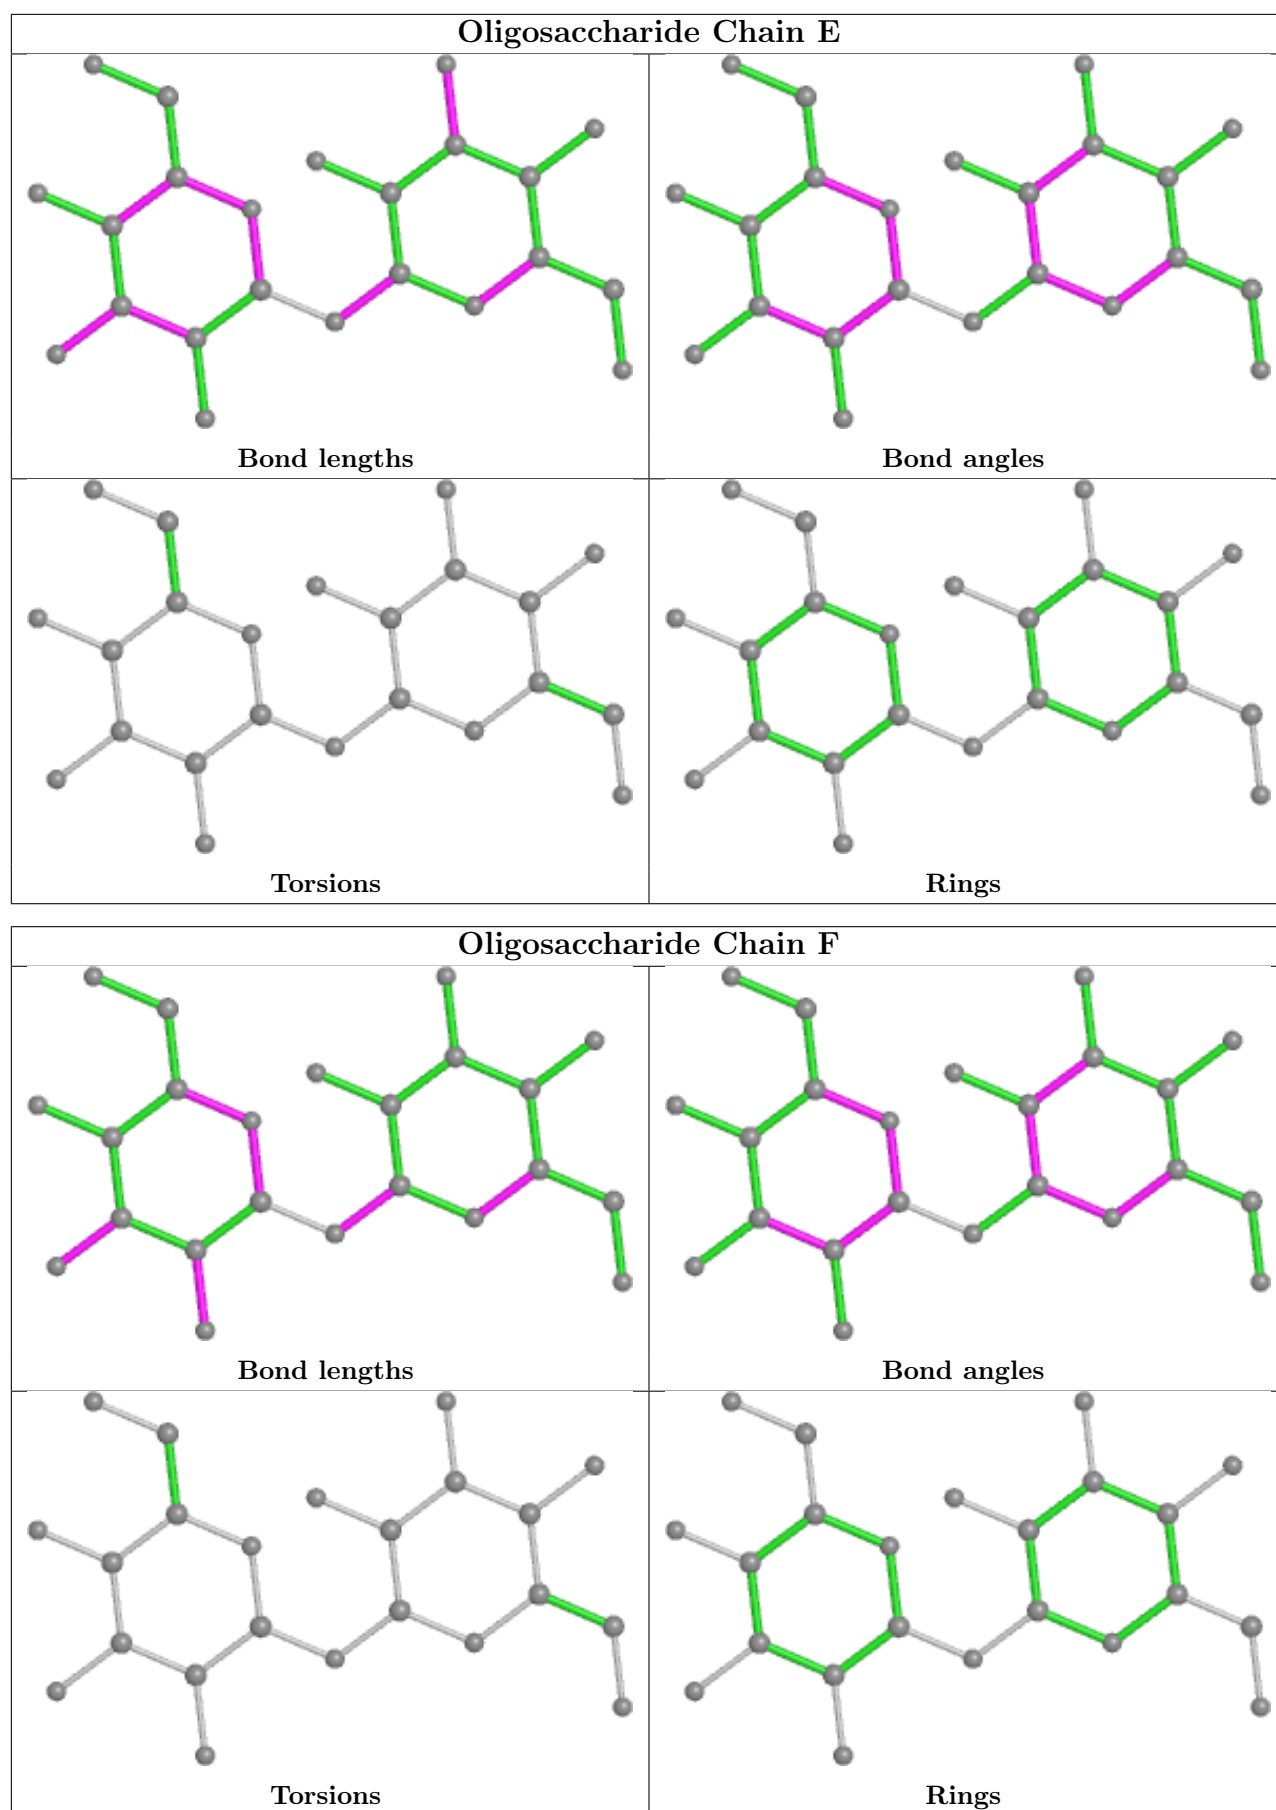 Oligosaccharide Chain E
Bond lengths
Bond angles
Torsions
Rings
Oligosaccharide Chain F
Bond lengths
Bond angles
Torsions
Rings